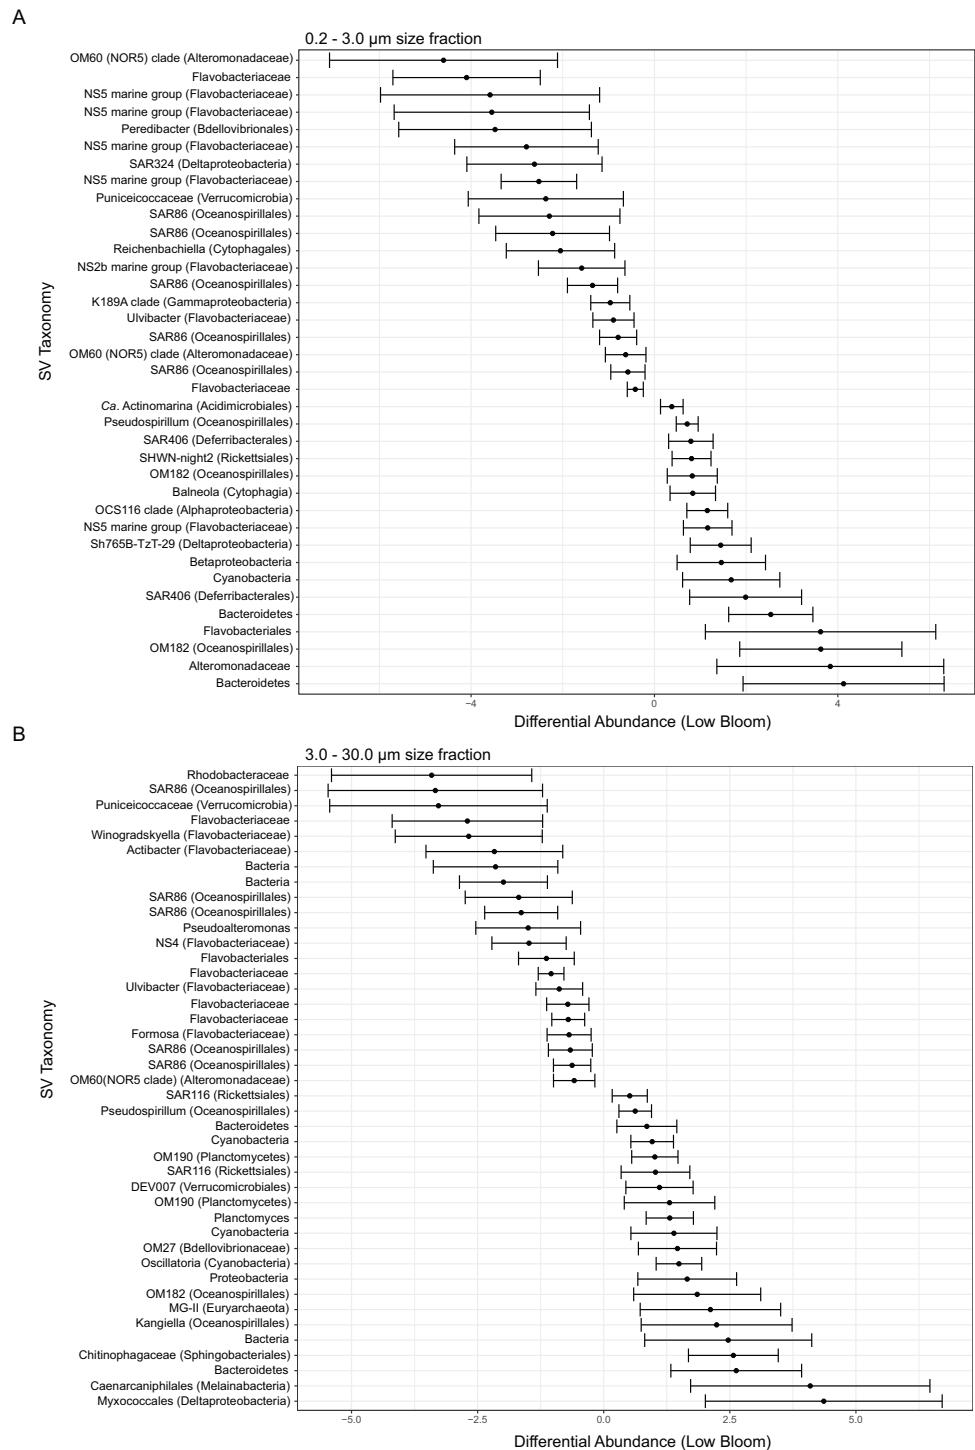 A
0.2 - 3.0 µm size fraction
OM60 (NOR5) clade (Alteromonadaceae)
Flavobacteriaceae
NS5 marine group (Flavobacteriaceae)
NS5 marine group (Flavobacteriaceae)
Peredibacter (Bdellovibrionales)
NS5 marine group (Flavobacteriaceae)
SAR324 (Deltaproteobacteria)
NS5 marine group (Flavobacteriaceae)
Puniceicoccaceae (Verrucomicrobia)
SAR86 (Oceanospirillales)
SAR86 (Oceanospirillales)
Reichenbachiella (Cytophagales)
NS2b marine group (Flavobacteriaceae)
SAR86 (Oceanospirillales)
K189A clade (Gammaproteobacteria)
Ulvibacter (Flavobacteriaceae)
SAR86 (Oceanospirillales)
OM60 (NOR5) clade (Alteromonadaceae)
SAR86 (Oceanospirillales)
Flavobacteriaceae
Ca. Actinomarina (Acidimicrobiales)
Pseudospirillum (Oceanospirillales)
SAR406 (Deferribacterales)
SHWN-night2 (Rickettsiales)
OM182 (Oceanospirillales)
Balneola (Cytophagia)
OCS116 clade (Alphaproteobacteria)
NS5 marine group (Flavobacteriaceae)
Sh765B-TzT-29 (Deltaproteobacteria)
Betaproteobacteria
Cyanobacteria
SAR406 (Deferribacterales)
Bacteroidetes
Flavobacteriales
OM182 (Oceanospirillales)
Alteromonadaceae
Bacteroidetes
SV Taxonomy
−4 0 4
Differential Abundance (Low Bloom)
B
3.0 - 30.0 µm size fraction
Rhodobacteraceae
SAR86 (Oceanospirillales)
Puniceicoccaceae (Verrucomicrobia)
Flavobacteriaceae
Winogradskyella (Flavobacteriaceae)
Actibacter (Flavobacteriaceae)
Bacteria
Bacteria
SAR86 (Oceanospirillales)
SAR86 (Oceanospirillales)
Pseudoalteromonas
NS4 (Flavobacteriaceae)
Flavobacteriales
Flavobacteriaceae
Ulvibacter (Flavobacteriaceae)
Flavobacteriaceae
Flavobacteriaceae
Formosa (Flavobacteriaceae)
SAR86 (Oceanospirillales)
SAR86 (Oceanospirillales)
OM60(NOR5 clade) (Alteromonadaceae)
SAR116 (Rickettsiales)
Pseudospirillum (Oceanospirillales)
Bacteroidetes
Cyanobacteria
OM190 (Planctomycetes)
SAR116 (Rickettsiales)
DEV007 (Verrucomicrobiales)
OM190 (Planctomycetes)
Planctomyces
Cyanobacteria
OM27 (Bdellovibrionaceae)
Oscillatoria (Cyanobacteria)
Proteobacteria
OM182 (Oceanospirillales)
MG-II (Euryarchaeota)
Kangiella (Oceanospirillales)
Bacteria
Chitinophagaceae (Sphingobacteriales)
Bacteroidetes
Caenarcaniphilales (Melainabacteria)
Myxococcales (Deltaproteobacteria)
SV Taxonomy
−5.0 −2.5 0.0 2.5 5.0
Differential Abundance (Low Bloom)